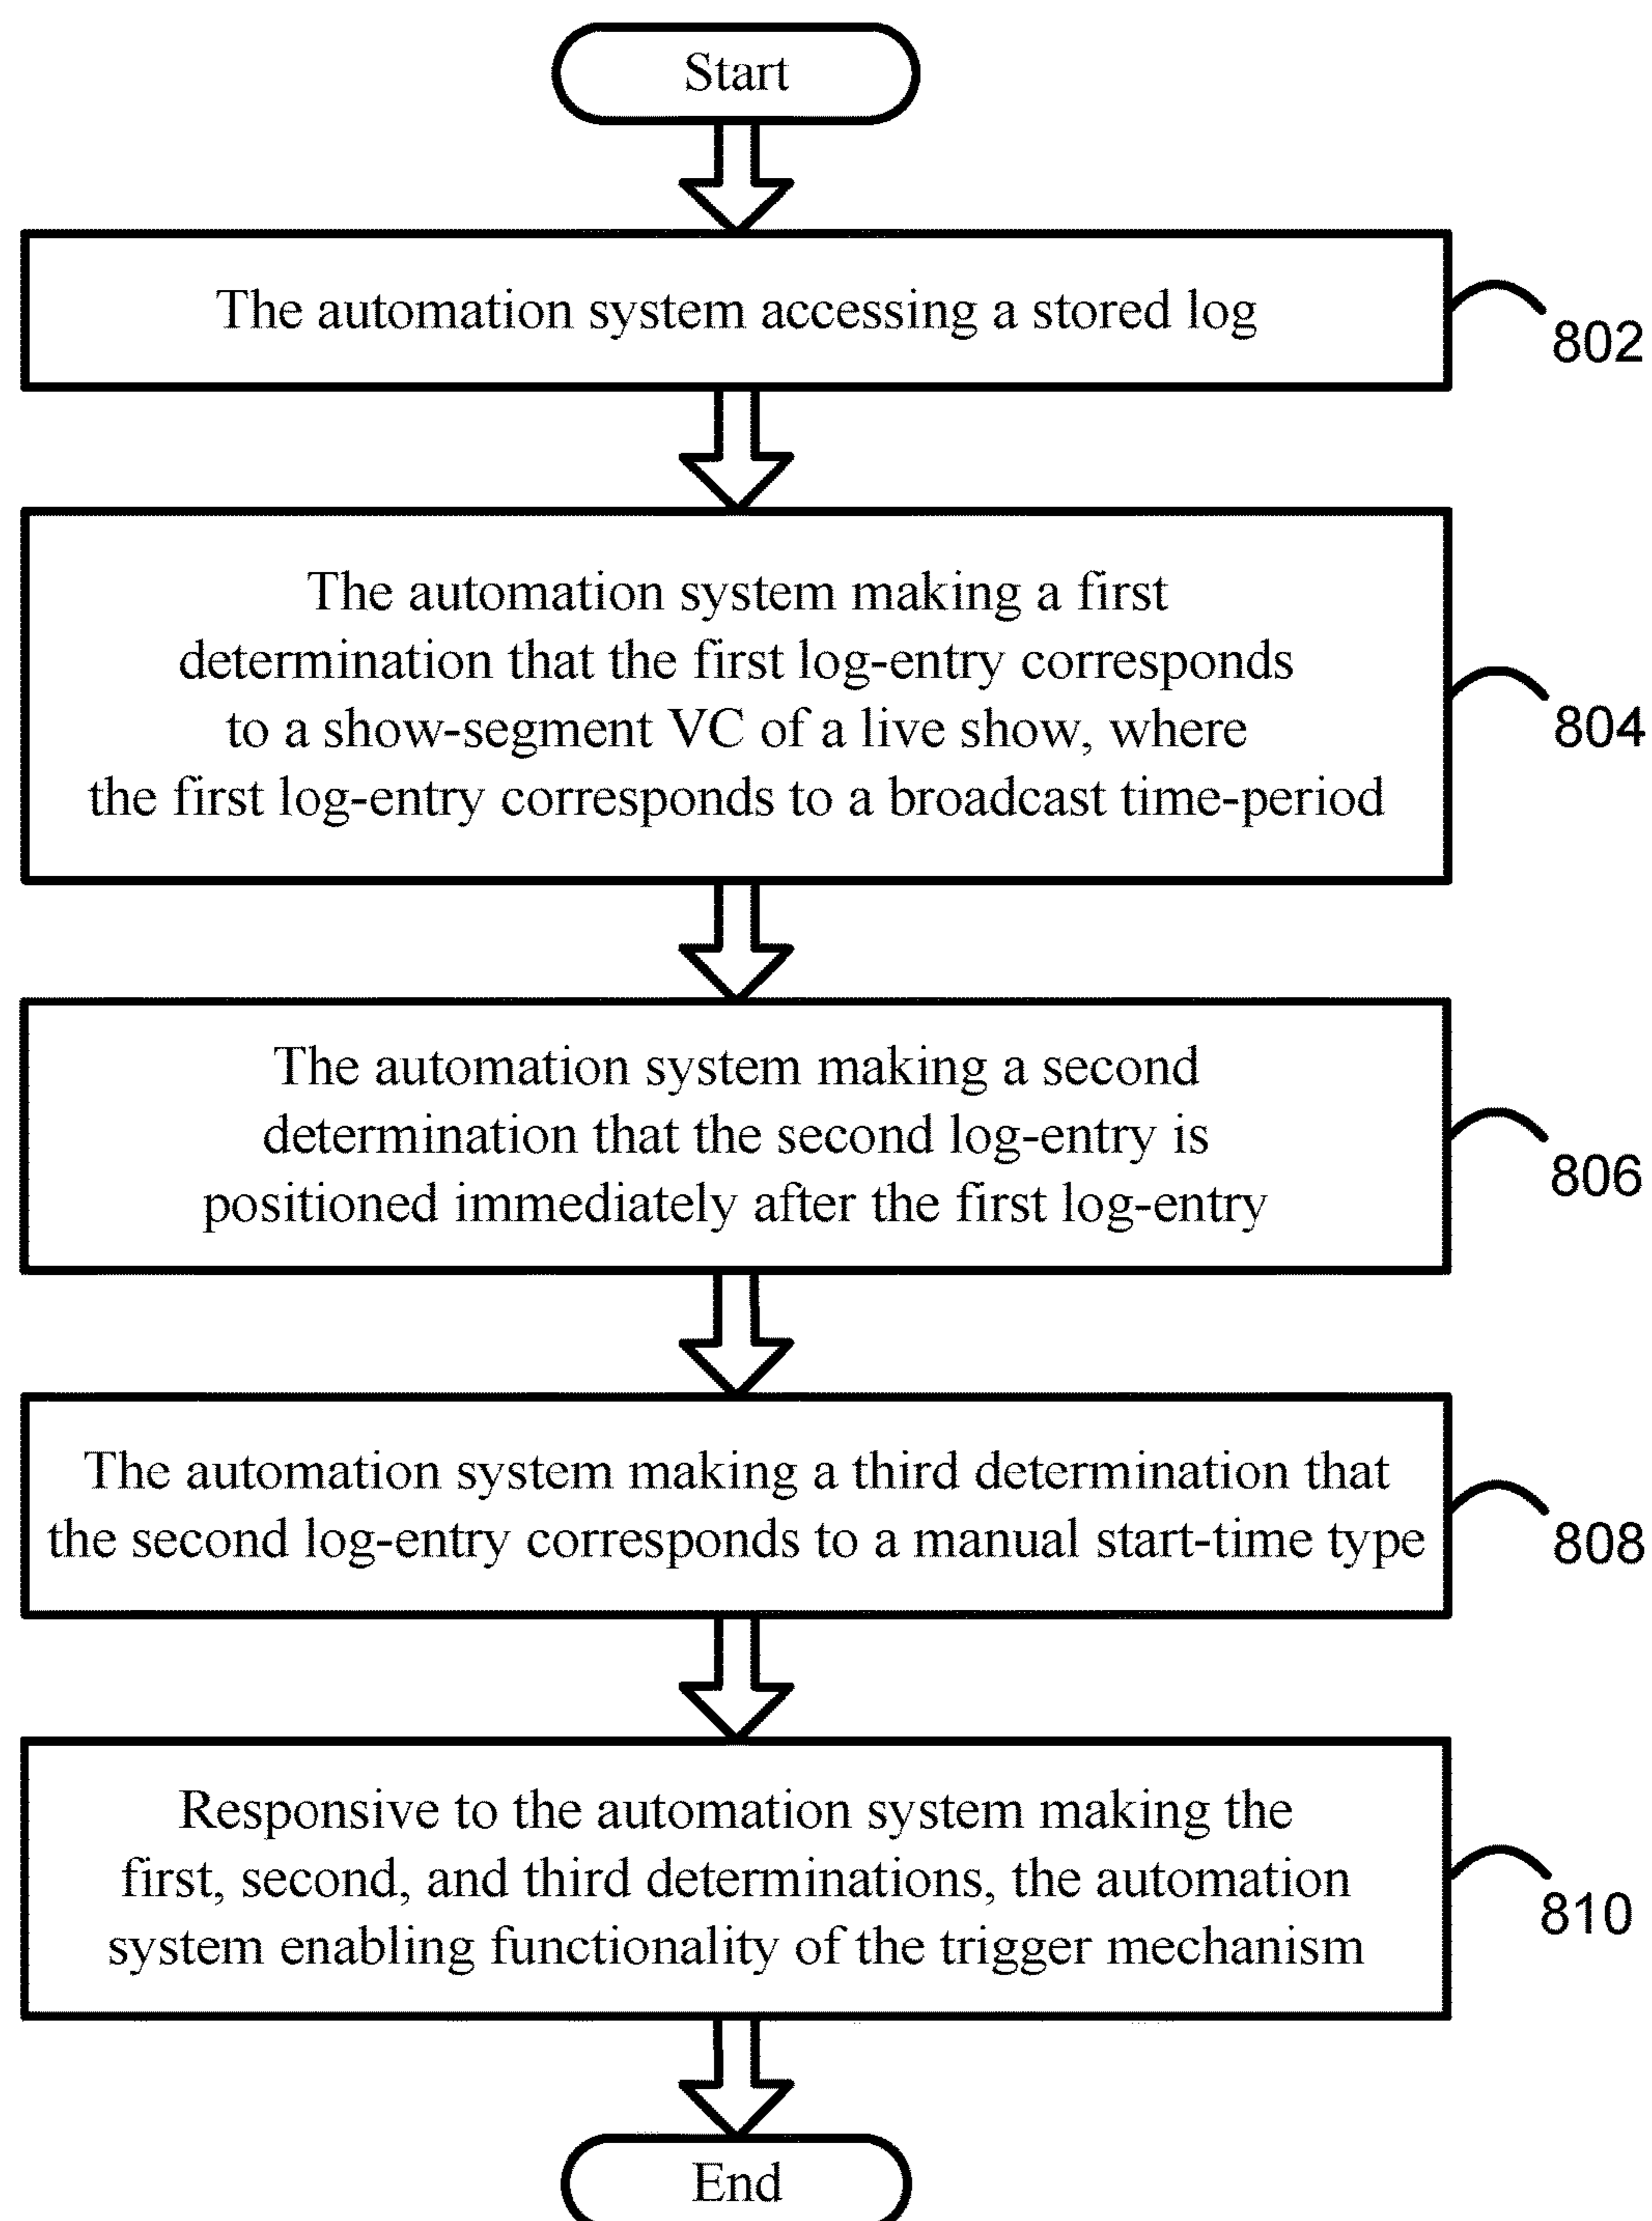 Start
The automation system accessing a stored log
802
The automation system making a first
determination that the first log-entry corresponds
to a show-segment VC of a live show, where
the first log-entry corresponds to a broadcast time-period
804
The automation system making a second
determination that the second log-entry is
positioned immediately after the first log-entry
806
The automation system making a third determination that
the second log-entry corresponds to a manual start-time type
808
Responsive to the automation system making the
first, second, and third determinations, the automation
system enabling functionality of the trigger mechanism
810
End